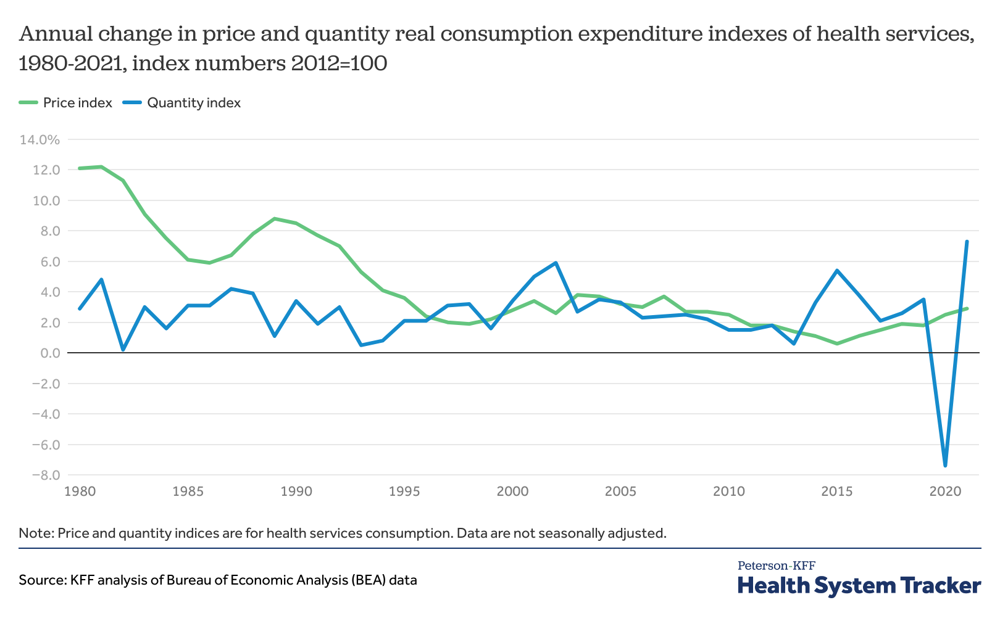 Annual change in price and quantity real consumption expenditure indexes of health services,
1980-2021, index numbers 2012=100
Price index Quantity index
14.0%
12.0
10.0
8.0
6.0
4.0
2.0
0.0
−2.0
−4.0
−6.0
−8.0
1980 1985 1990 1995 2000 2005 2010 2015 2020
Note: Price and quantity indices are for health services consumption. Data are not seasonally adjusted.
Source: KFF analysis of Bureau of Economic Analysis (BEA) data
Peterson-KFF
Health System Tracker